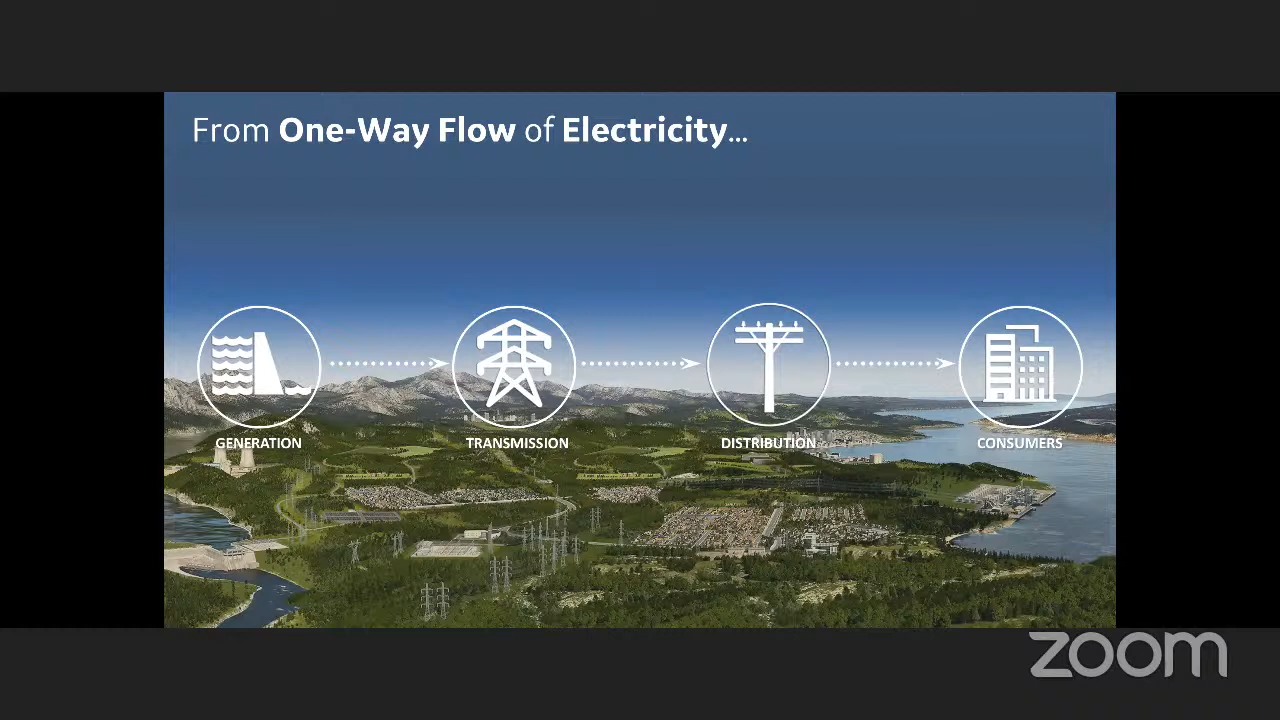 From One-Way Flow of Electricity...
GENERATION
TRANSMISSION
DISTRIBUTION
CONSUMERS
zoom